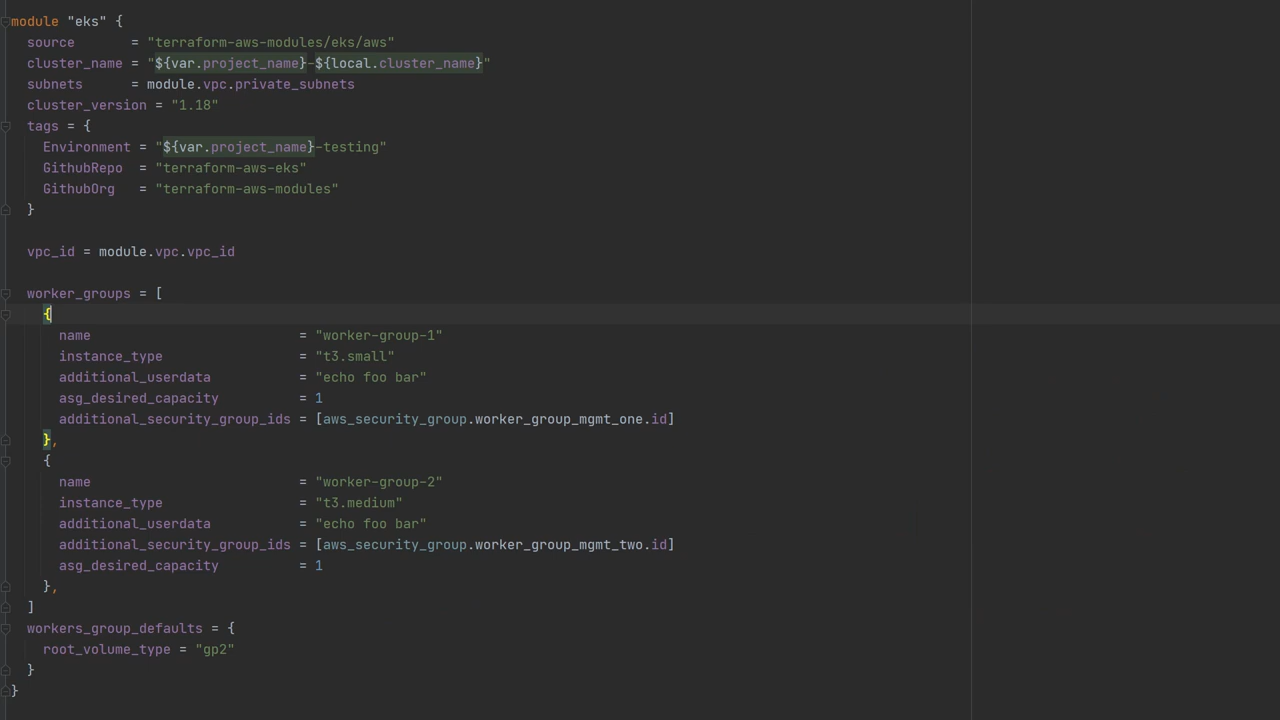 module "eks" {
  source       = "terraform-aws-modules/eks/aws"
  cluster_name = "${var.project_name}-${local.cluster_name}"
  subnets      = module.vpc.private_subnets
  cluster_version = "1.18"
  tags = {
    Environment = "${var.project_name}-testing"
    GithubRepo  = "terraform-aws-eks"
    GithubOrg   = "terraform-aws-modules"
  }

  vpc_id = module.vpc.vpc_id

  worker_groups = [
    {
      name                          = "worker-group-1"
      instance_type                 = "t3.small"
      additional_userdata           = "echo foo bar"
      asg_desired_capacity          = 1
      additional_security_group_ids = [aws_security_group.worker_group_mgmt_one.id]
    },
    {
      name                          = "worker-group-2"
      instance_type                 = "t3.medium"
      additional_userdata           = "echo foo bar"
      additional_security_group_ids = [aws_security_group.worker_group_mgmt_two.id]
      asg_desired_capacity          = 1
    },
  ]
  workers_group_defaults = {
    root_volume_type = "gp2"
  }
}